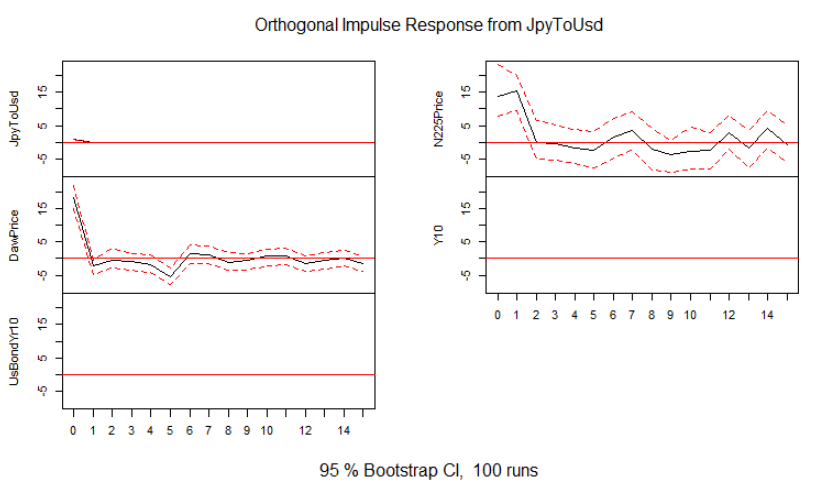 Orthogonal Impulse Response from JpyToUsd
JpyToUsd
-5 5 15
DawPrice
-5 5 15
UsBondYr10
-5 5 15
0 1 2 3 4 5 6 7 8 9 10 12 14
N225Price
-5 5 15
Y10
-5 5 15
0 1 2 3 4 5 6 7 8 9 10 12 14
95 % Bootstrap CI, 100 runs